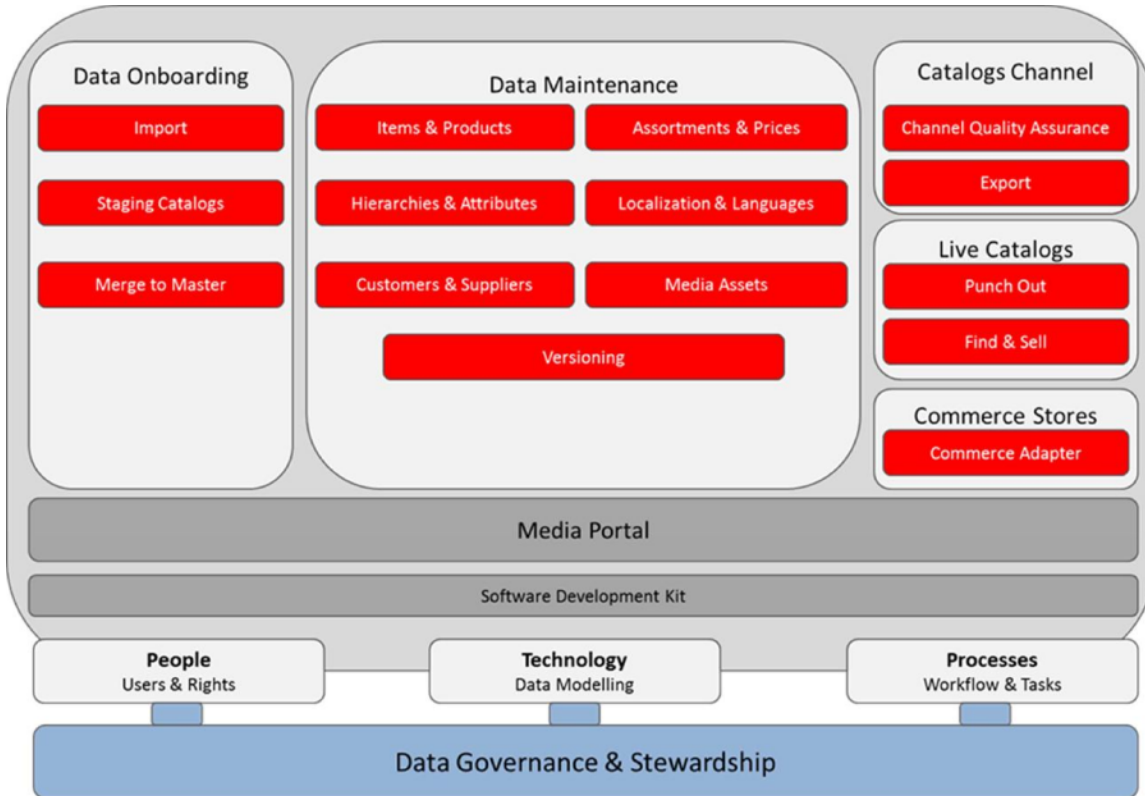 Data Onboarding
Import
Staging Catalogs
Merge to Master
Data Maintenance
Items & Products
Assortments & Prices
Hierarchies & Attributes
Localization & Languages
Customers & Suppliers
Media Assets
Versioning
Catalogs Channel
Channel Quality Assurance
Export
Live Catalogs
Punch Out
Find & Sell
Commerce Stores
Commerce Adapter
Media Portal
Software Development Kit
People
Users & Rights
Technology
Data Modelling
Processes
Workflow & Tasks
Data Governance & Stewardship